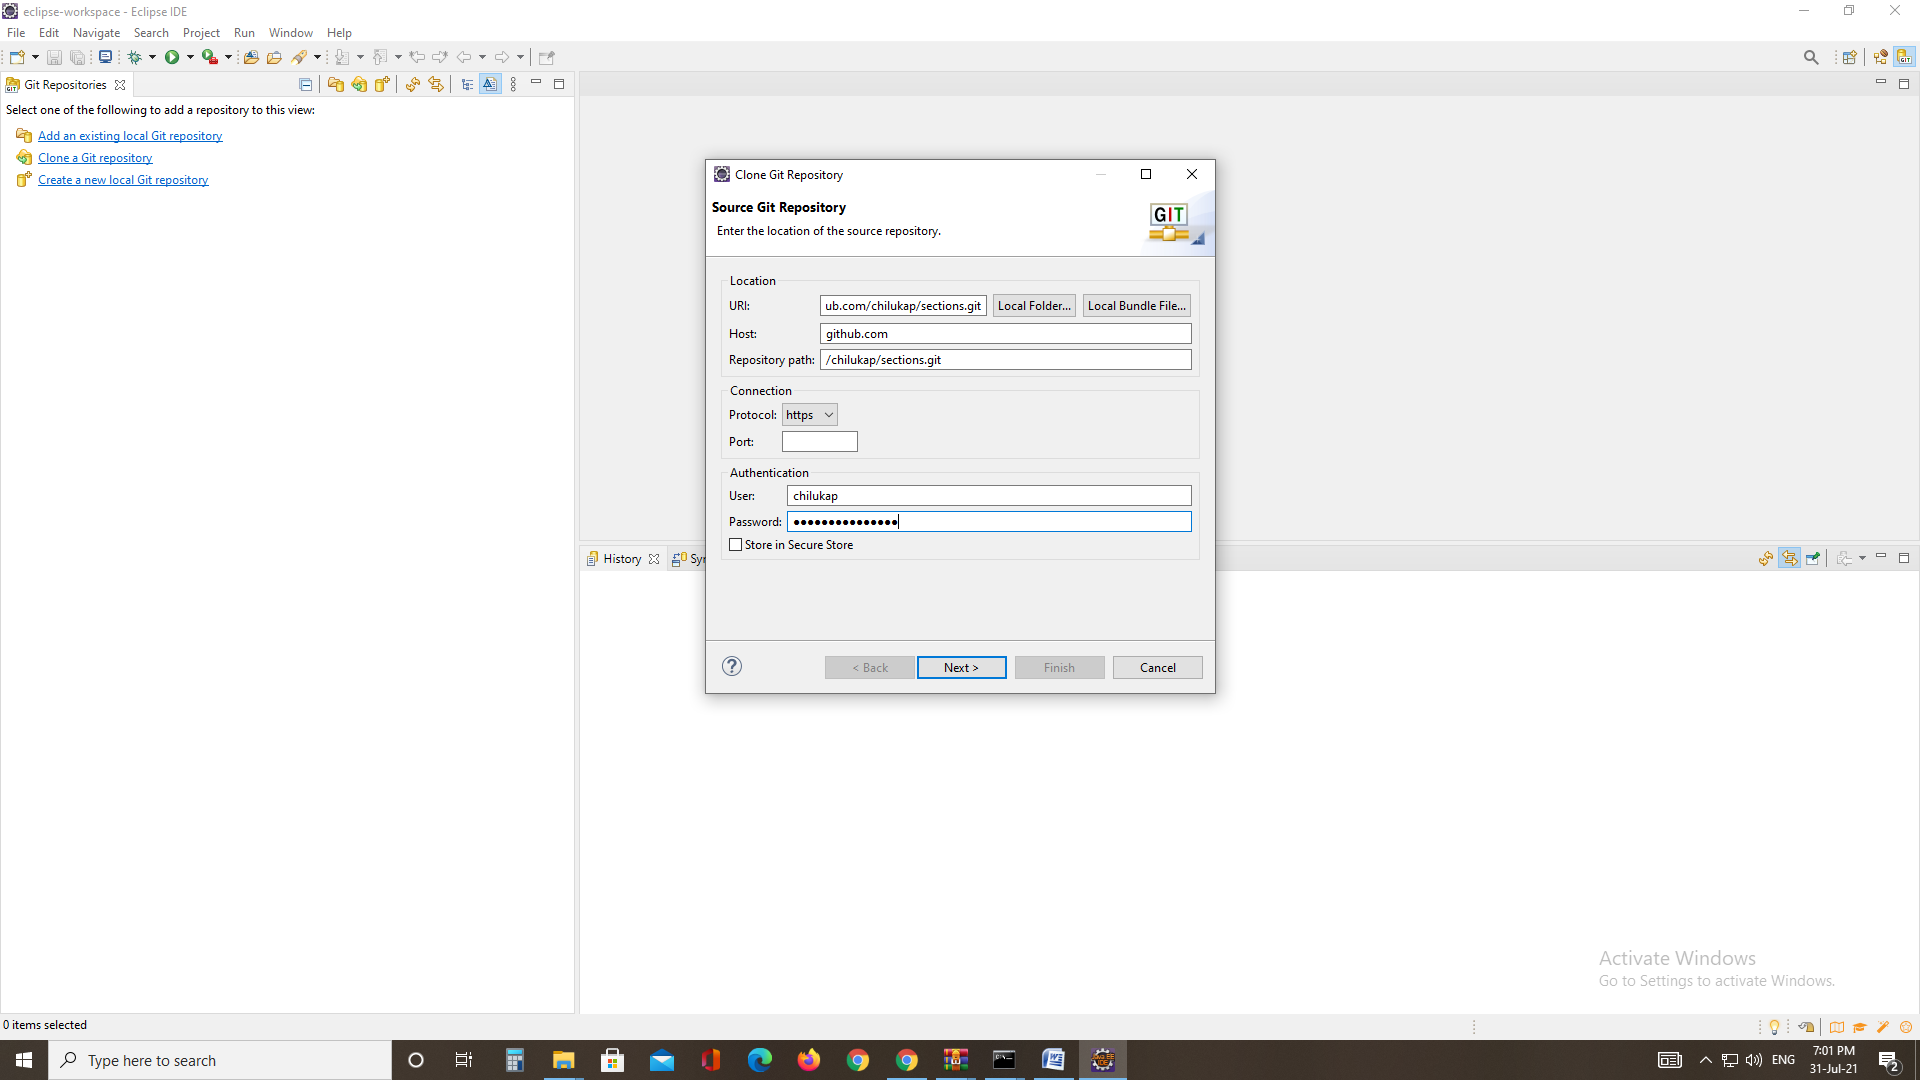 eclipse-workspace - Eclipse IDE
File Edit Navigate Search Project Run Window Help
Git Repositories
Select one of the following to add a repository to this view:
Add an existing local Git repository
Clone a Git repository
Create a new local Git repository
Clone Git Repository
Source Git Repository
Enter the location of the source repository.
GIT
Location
URI: ub.com/chilukap/sections.git Local Folder... Local Bundle File...
Host: github.com
Repository path: /chilukap/sections.git
Connection
Protocol: https
Port:
Authentication
User: chilukap
Password: ●●●●●●●●●●●●●●●
Store in Secure Store
< Back Next > Finish Cancel
History Syn
Activate Windows
Go to Settings to activate Windows.
0 items selected
Type here to search
ENG
7:01 PM
31-Jul-21
2